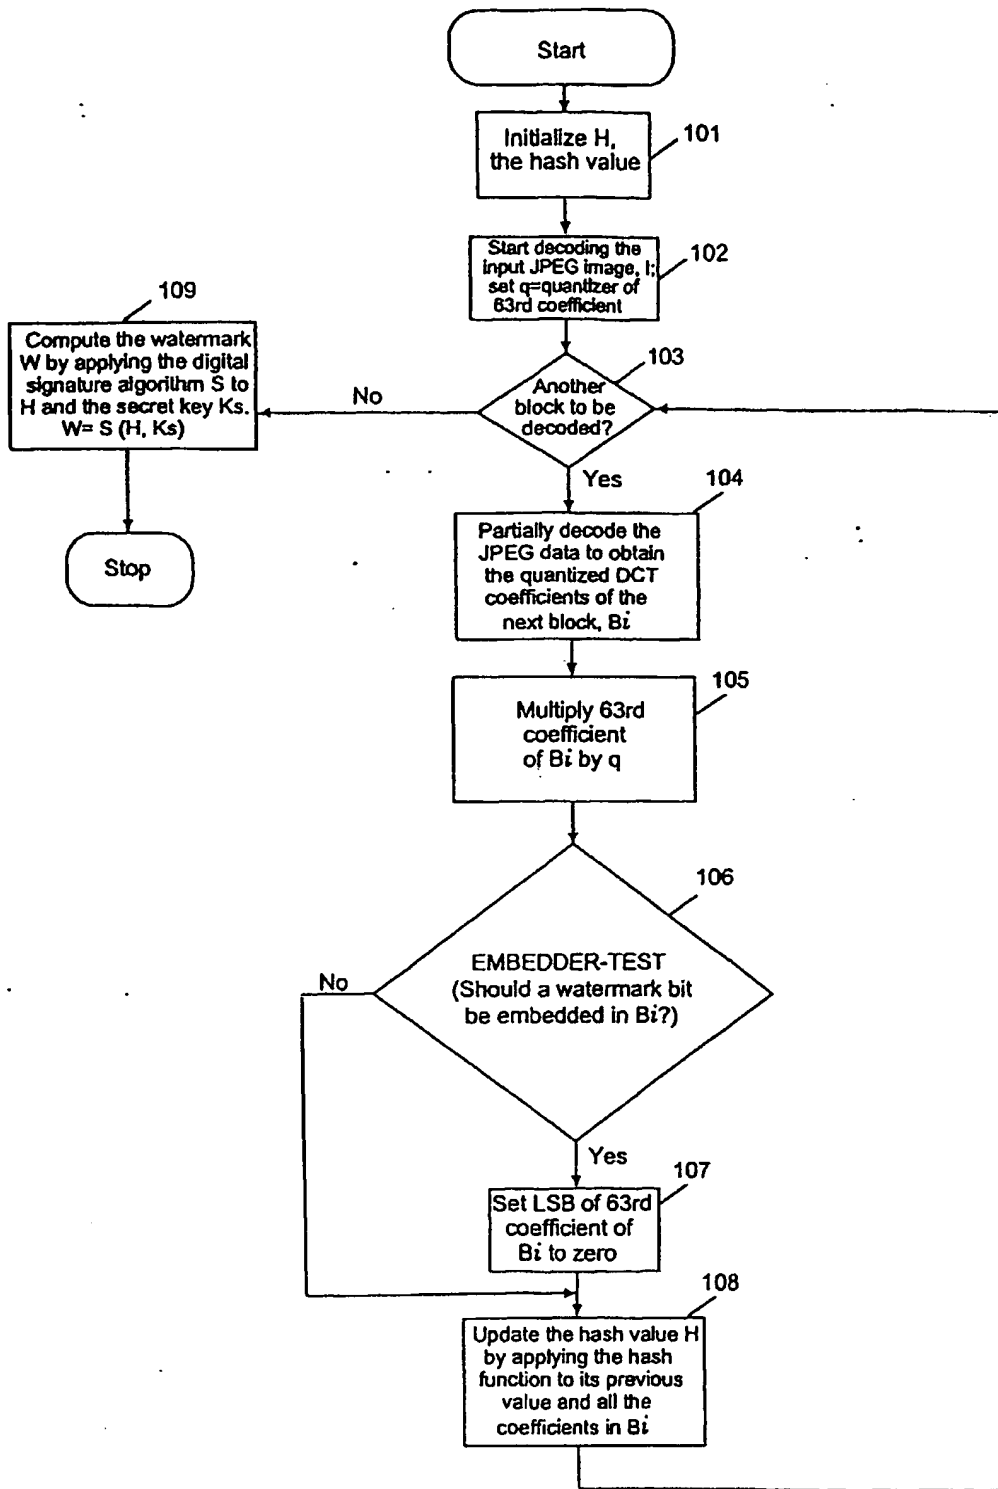 Start
Initialize H,
the hash value
101
Start decoding the
input JPEG image, I;
set q=quantizer of
63rd coefficient
102
109
Compute the watermark
W by applying the digital
signature algorithm S to
H and the secret key Ks.
W= S (H, Ks)
Stop
No
103
Another
block to be
decoded?
Yes
104
Partially decode the
JPEG data to obtain
the quantized DCT
coefficients of the
next block, Bi
105
Multiply 63rd
coefficient
of Bi by q
106
EMBEDDER-TEST
(Should a watermark bit
be embedded in Bi?)
No
Yes
107
Set LSB of 63rd
coefficient of
Bi to zero
108
Update the hash value H
by applying the hash
function to its previous
value and all the
coefficients in Bi